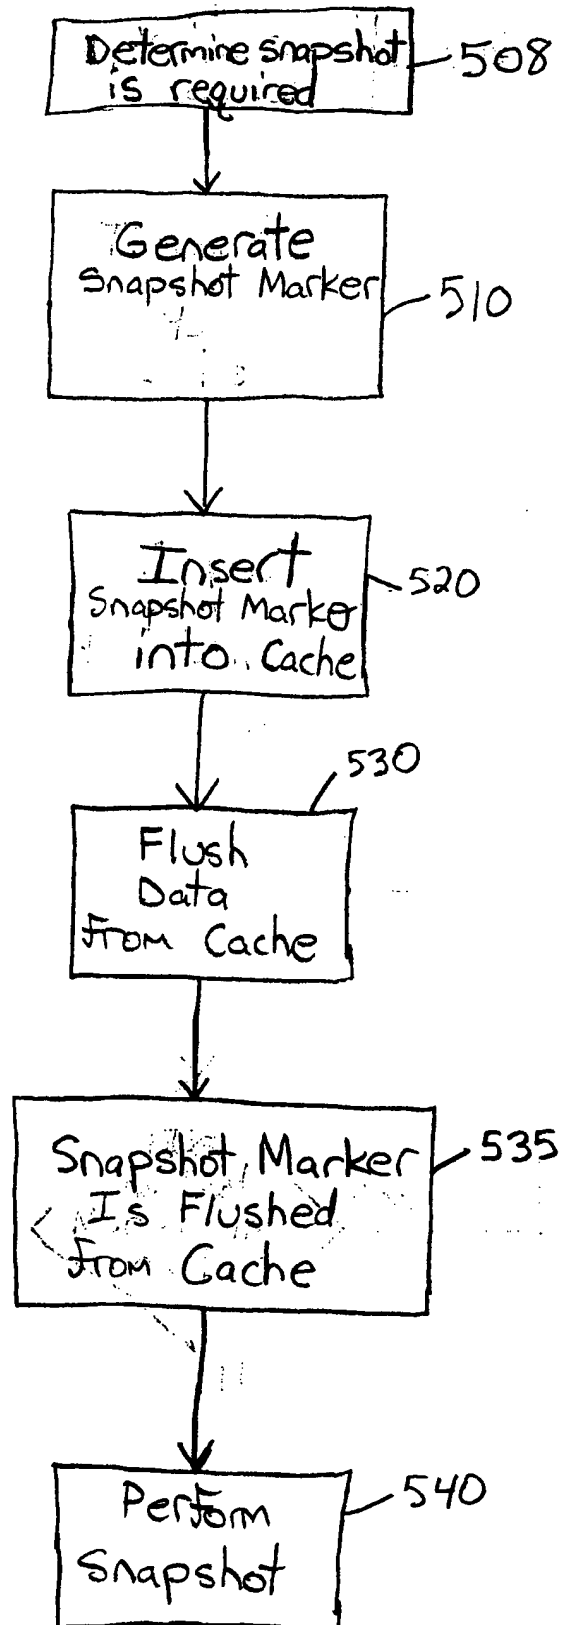 Determine snapshot
is required
508
Generate
Snapshot Marker
510
Insert
Snapshot Marker
into Cache
520
530
Flush
Data
From Cache
Snapshot Marker
Is Flushed
From Cache
535
Perform
Snapshot
540